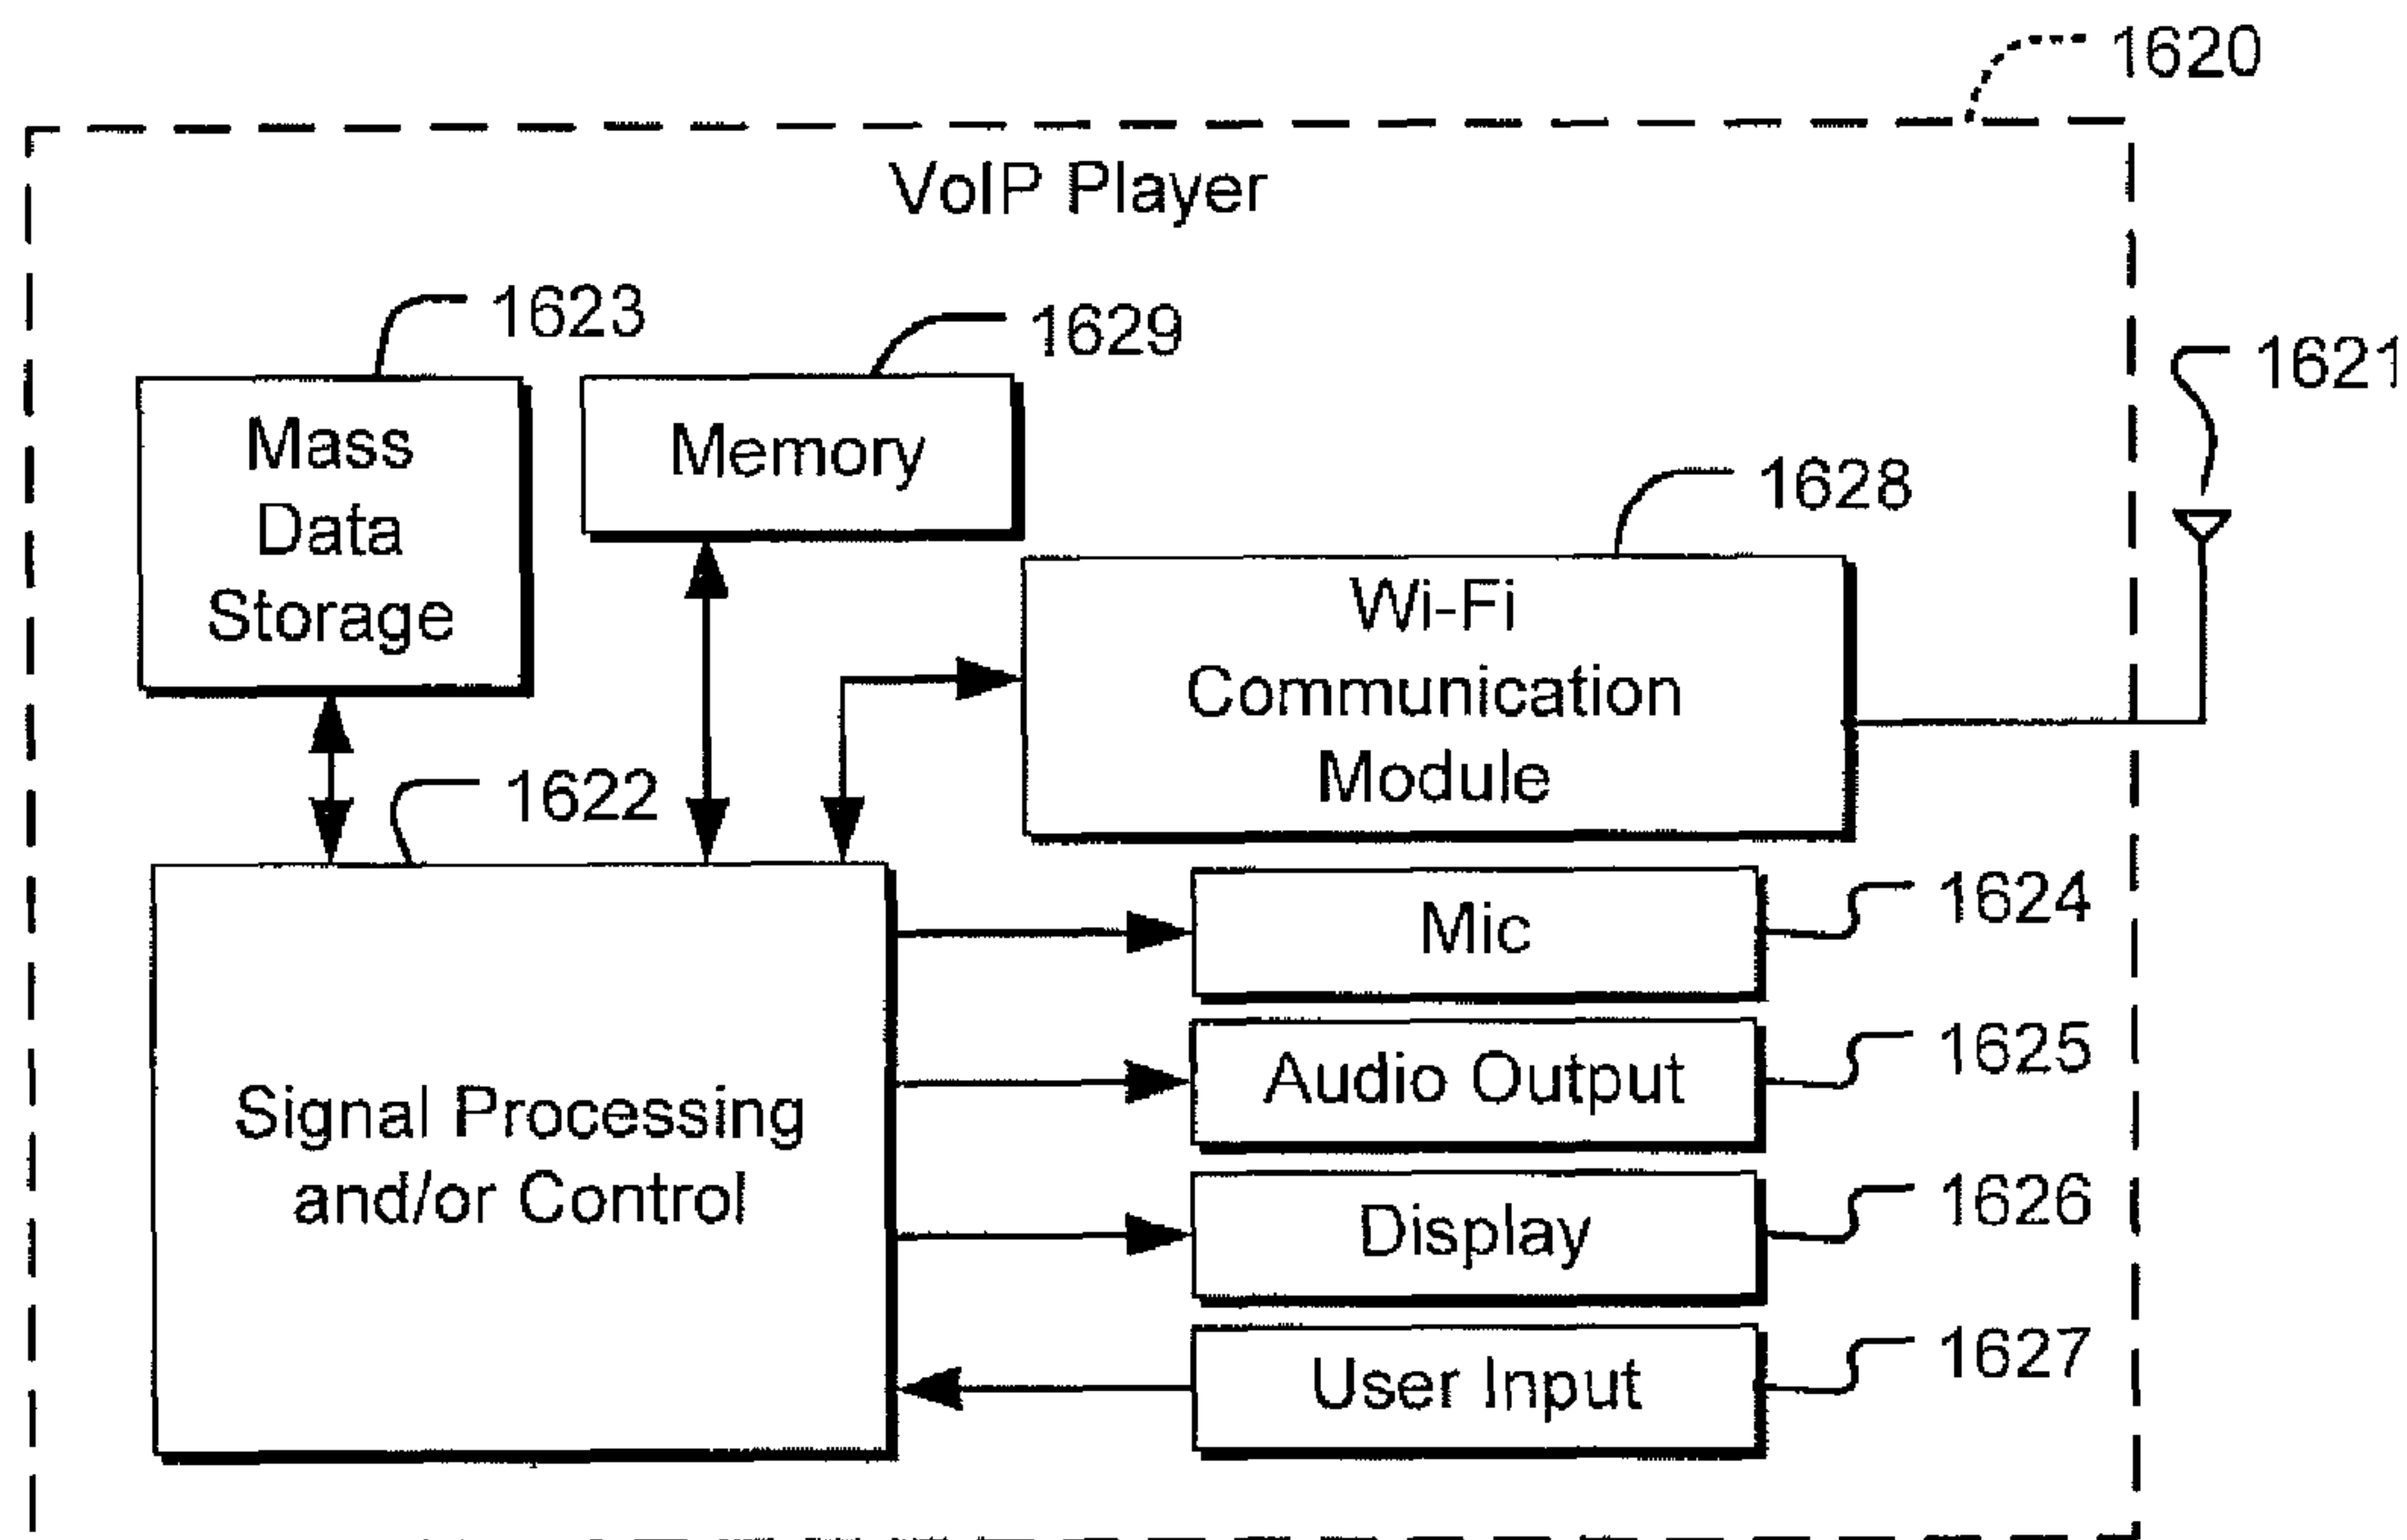 1620
VoIP Player
1623
1629
1621
Mass
Data
Storage
Memory
1628
Wi-Fi
Communication
Module
1622
Mic
1624
Audio Output
1625
Signal Processing
and/or Control
Display
1626
User Input
1627